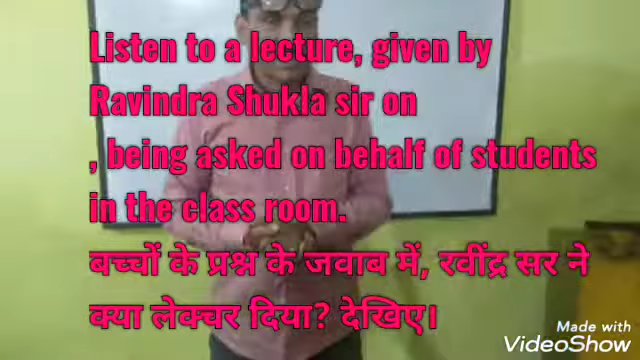 Listen to a lecture, given by
Ravindra Shukla sir on
, being asked on behalf of students
in the class room.
बच्चों के प्रश्न के जवाब में, रवींद्र सर ने
क्या लेक्चर दिया? देखिए।
Made with
VideoShow